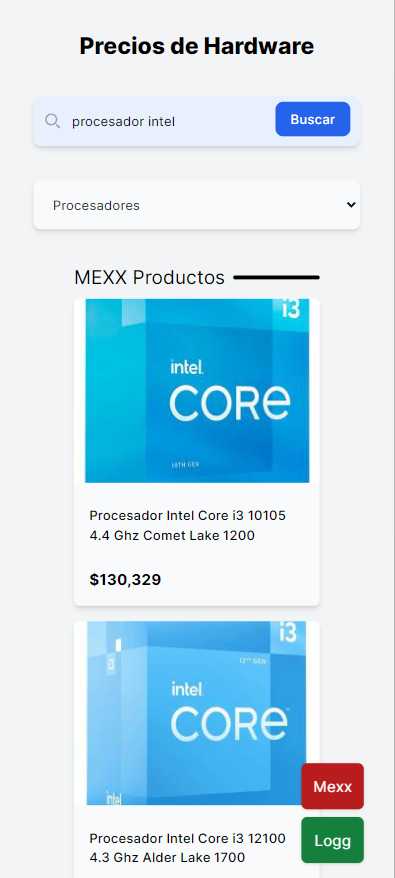 Precios de Hardware
procesador intel
Buscar
Procesadores
MEXX Productos
i3
intel.
CORE
10TH GEN
Procesador Intel Core i3 10105
4.4 Ghz Comet Lake 1200
$130,329
i3
12TH GEN
i3
intel.
CORE
intel
Procesador Intel Core i3 12100
4.3 Ghz Alder Lake 1700
Mexx
Logg